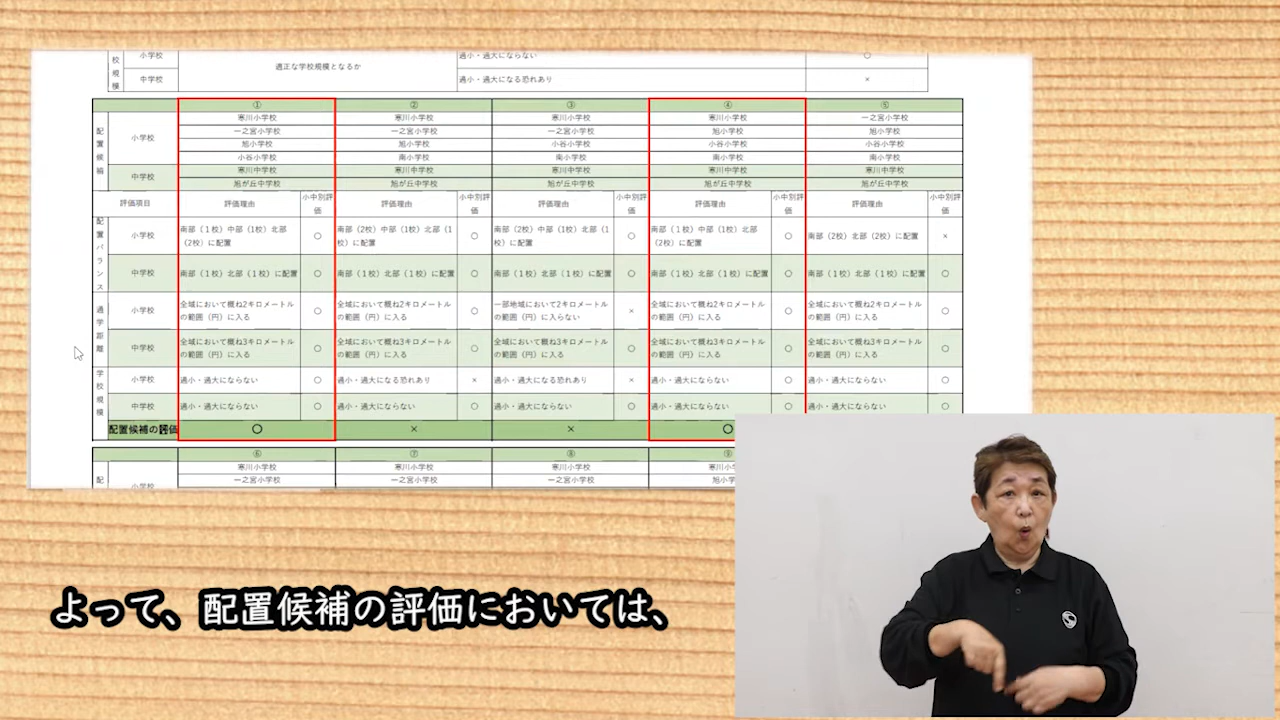 校規模
小学校
適正な学校規模となるか
過小・過大にならない
○
中学校
過小・過大になる恐れあり
×
① ② ③ ④ ⑤
配置候補
小学校
寒川小学校 寒川小学校 寒川小学校 寒川小学校 一之宮小学校
一之宮小学校 一之宮小学校 一之宮小学校 旭小学校 旭小学校
旭小学校 旭小学校 小谷小学校 小谷小学校 小谷小学校
小谷小学校 南小学校 南小学校 南小学校 南小学校
中学校
寒川中学校 寒川中学校 寒川中学校 寒川中学校 寒川中学校
旭が丘中学校 旭が丘中学校 旭が丘中学校 旭が丘中学校 旭が丘中学校
評価項目 評価理由 小中別評価 評価理由 小中別評価 評価理由 小中別評価 評価理由 小中別評価 評価理由 小中別評価
配置バランス
小学校 南部（１校）中部（1校）北部（2校）に配置 ○ 南部（2校）中部（1校）北部（1校）に配置 ○ 南部（2校）中部（1校）北部（1校）に配置 ○ 南部（１校）中部（1校）北部（2校）に配置 ○ 南部（2校）北部（2校）に配置 ×
中学校 南部（１校）北部（１校）に配置 ○ 南部（１校）北部（１校）に配置 ○ 南部（１校）北部（１校）に配置 ○ 南部（１校）北部（１校）に配置 ○ 南部（１校）北部（１校）に配置 ○
通学距離
小学校 全域において概ね2キロメートルの範囲（円）に入る ○ 全域において概ね2キロメートルの範囲（円）に入る ○ 一部地域において2キロメートルの範囲（円）に入らない × 全域において概ね2キロメートルの範囲（円）に入る ○ 全域において概ね2キロメートルの範囲（円）に入る ○
中学校 全域において概ね3キロメートルの範囲（円）に入る ○ 全域において概ね3キロメートルの範囲（円）に入る ○ 全域において概ね3キロメートルの範囲（円）に入る ○ 全域において概ね3キロメートルの範囲（円）に入る ○ 全域において概ね3キロメートルの範囲（円）に入る ○
学校規模
小学校 過小・過大にならない ○ 過小・過大になる恐れあり × 過小・過大になる恐れあり × 過小・過大にならない ○ 過小・過大にならない ○
中学校 過小・過大にならない ○ 過小・過大にならない ○ 過小・過大にならない ○ 過小・過大にならない ○ 過小・過大にならない ○
配置候補の評価 ○ × × ○
⑥ ⑦ ⑧ ⑨
配
小学校
寒川小学校 寒川小学校 寒川小学校 寒川小
一之宮小学校 一之宮小学校 一之宮小学校 旭小
よって、配置候補の評価においては、